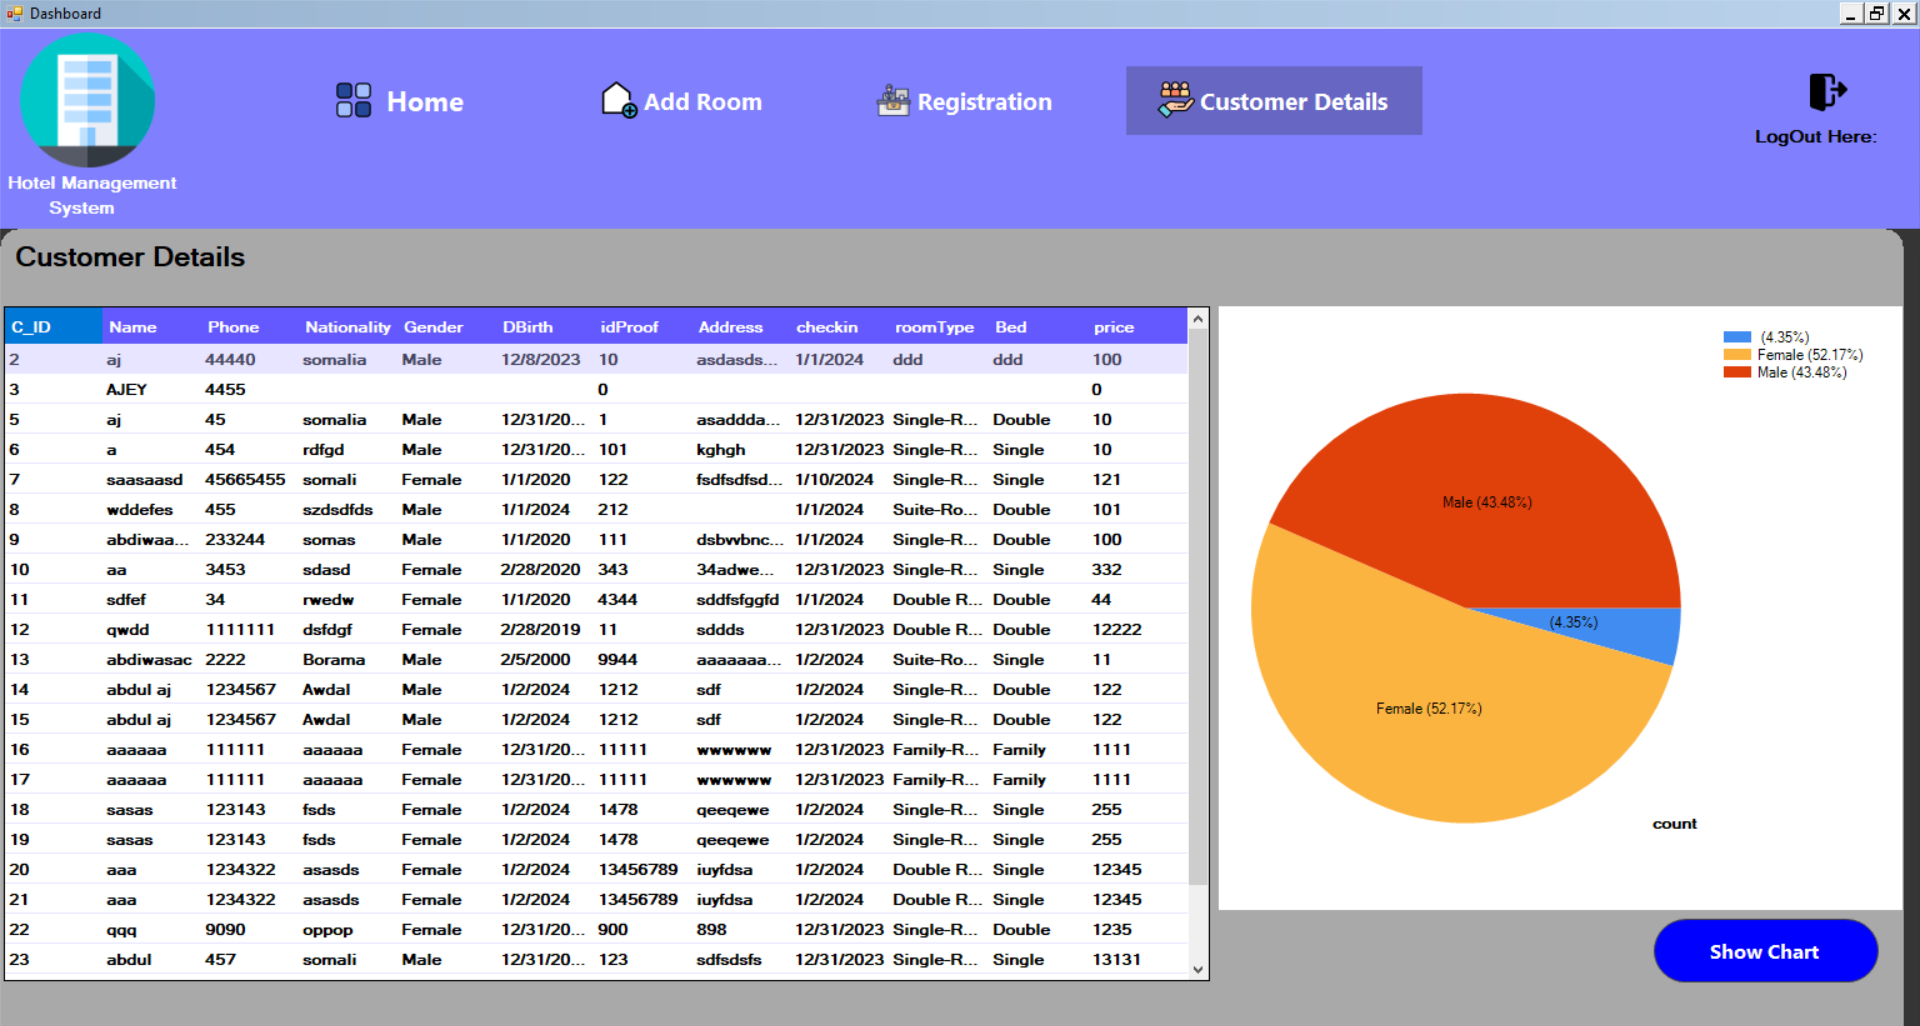 Dashboard
Home
Add Room
Registration
Customer Details
LogOut Here:
Hotel Management
System
Customer Details
C_ID Name Phone Nationality Gender DBirth idProof Address checkin roomType Bed price
2 aj 44440 somalia Male 12/8/2023 10 asdasds... 1/1/2024 ddd ddd 100
3 AJEY 4455 0 0
5 aj 45 somalia Male 12/31/20... 1 asaddda... 12/31/2023 Single-R... Double 10
6 a 454 rdfgd Male 12/31/20... 101 kghgh 12/31/2023 Single-R... Single 10
7 saasaasd 45665455 somali Female 1/1/2020 122 fsdfsdfsd... 1/10/2024 Single-R... Single 121
8 wddefes 455 szdsdfds Male 1/1/2024 212 1/1/2024 Suite-Ro... Double 101
9 abdiwaa... 233244 somas Male 1/1/2020 111 dsbvvbnc... 1/1/2024 Single-R... Double 100
10 aa 3453 sdasd Female 2/28/2020 343 34adwe... 12/31/2023 Single-R... Single 332
11 sdfef 34 rwedw Female 1/1/2020 4344 sddfsfggfd 1/1/2024 Double R... Double 44
12 qwdd 1111111 dsfdgf Female 2/28/2019 11 sddds 12/31/2023 Double R... Double 12222
13 abdiwasac 2222 Borama Male 2/5/2000 9944 aaaaaaa... 1/2/2024 Suite-Ro... Single 11
14 abdul aj 1234567 Awdal Male 1/2/2024 1212 sdf 1/2/2024 Single-R... Double 122
15 abdul aj 1234567 Awdal Male 1/2/2024 1212 sdf 1/2/2024 Single-R... Double 122
16 aaaaaa 111111 aaaaaa Female 12/31/20... 11111 wwwwww 12/31/2023 Family-R... Family 1111
17 aaaaaa 111111 aaaaaa Female 12/31/20... 11111 wwwwww 12/31/2023 Family-R... Family 1111
18 sasas 123143 fsds Female 1/2/2024 1478 qeeqewe 1/2/2024 Single-R... Single 255
19 sasas 123143 fsds Female 1/2/2024 1478 qeeqewe 1/2/2024 Single-R... Single 255
20 aaa 1234322 asasds Female 1/2/2024 13456789 iuyfdsa 1/2/2024 Double R... Single 12345
21 aaa 1234322 asasds Female 1/2/2024 13456789 iuyfdsa 1/2/2024 Double R... Single 12345
22 qqq 9090 oppop Female 12/31/20... 900 898 12/31/2023 Single-R... Double 1235
23 abdul 457 somali Male 12/31/20... 123 sdfsdsfs 12/31/2023 Single-R... Single 13131
(4.35%)
Female (52.17%)
Male (43.48%)
Male (43.48%)
(4.35%)
Female (52.17%)
count
Show Chart